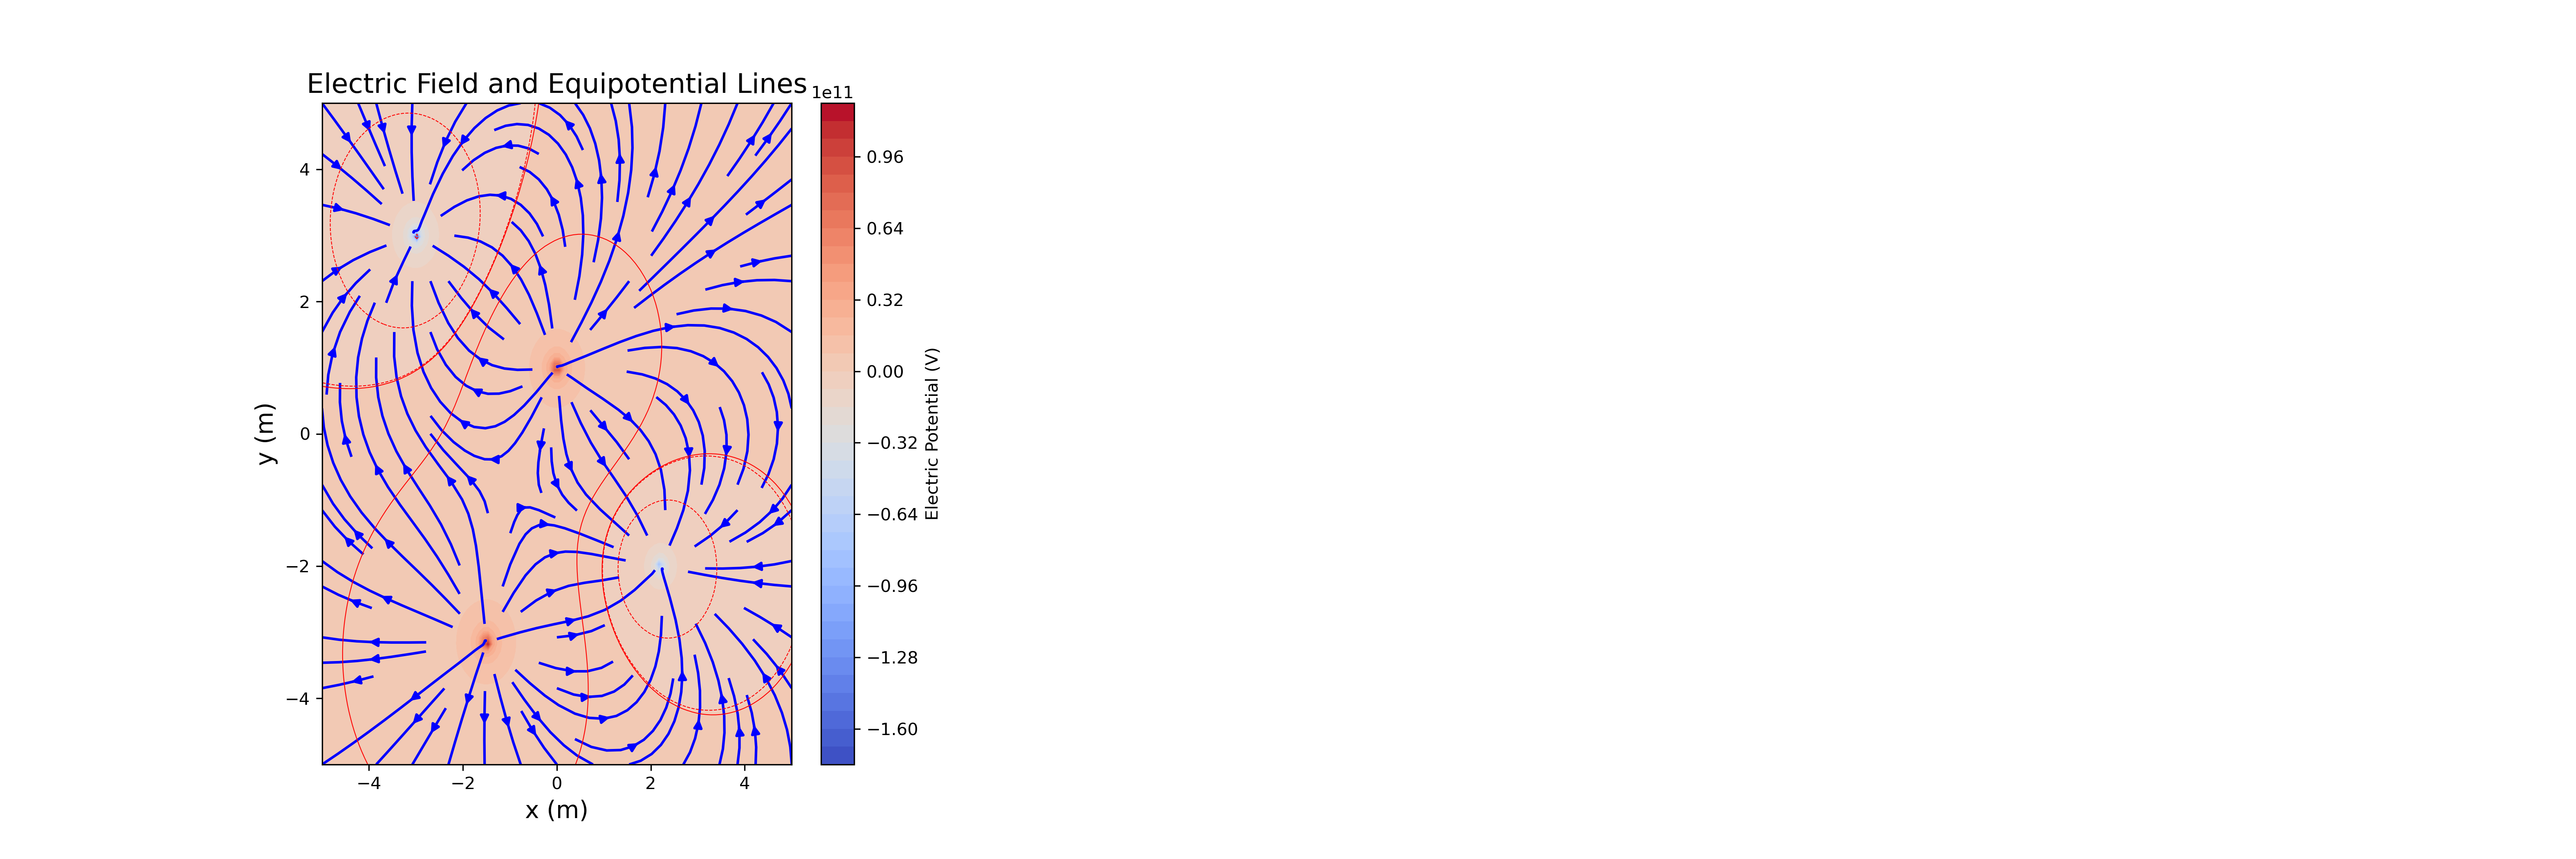 Electric Field and Equipotential Lines
1e11
4
2
0
−2
−4
y (m)
−4 −2 0 2 4
x (m)
0.96
0.64
0.32
0.00
−0.32
−0.64
−0.96
−1.28
−1.60
Electric Potential (V)